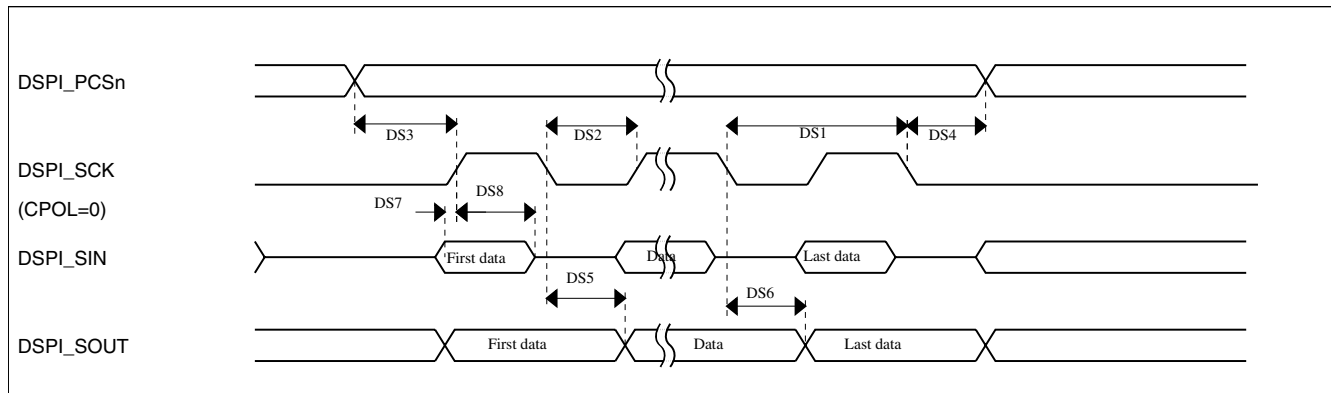 DSPI_PCSn
DS3
DS2
DS1
DS4
DSPI_SCK
DS7
DS8
(CPOL=0)
DSPI_SIN
First data
Data
Last data
DS5
DS6
DSPI_SOUT
First data
Data
Last data